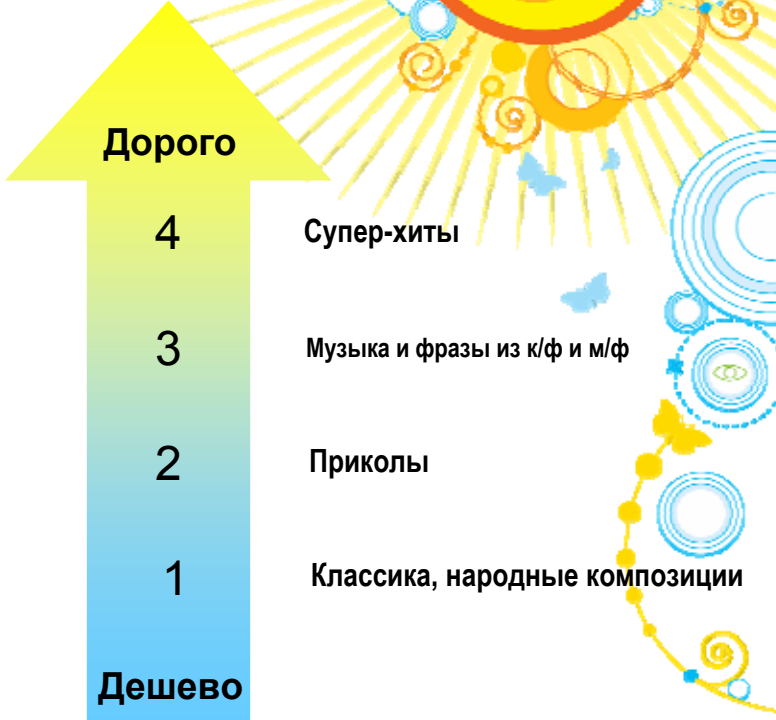 Дорого
4 Супер-хиты
3 Музыка и фразы из к/ф и м/ф
2 Приколы
1 Классика, народные композиции
Дешево